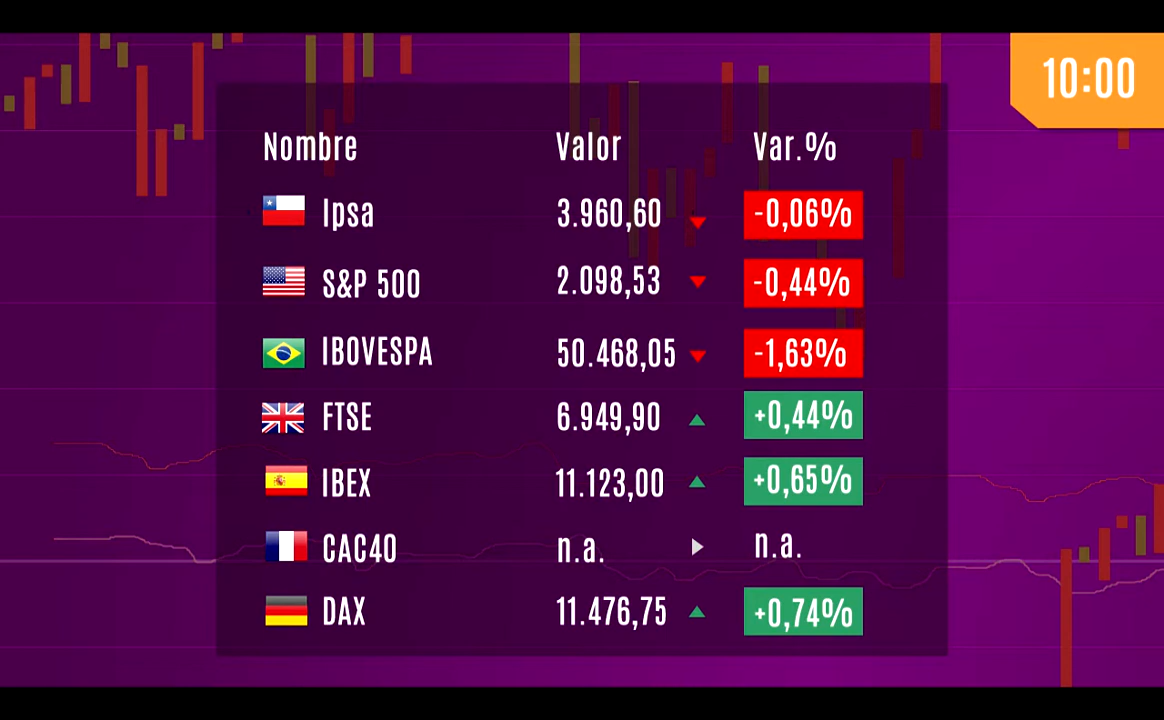 10:00
Nombre Valor Var.%
Ipsa 3.960,60 -0,06%
S&P 500 2.098,53 -0,44%
IBOVESPA 50.468,05 -1,63%
FTSE 6.949,90 +0,44%
IBEX 11.123,00 +0,65%
CAC40 n.a. n.a.
DAX 11.476,75 +0,74%